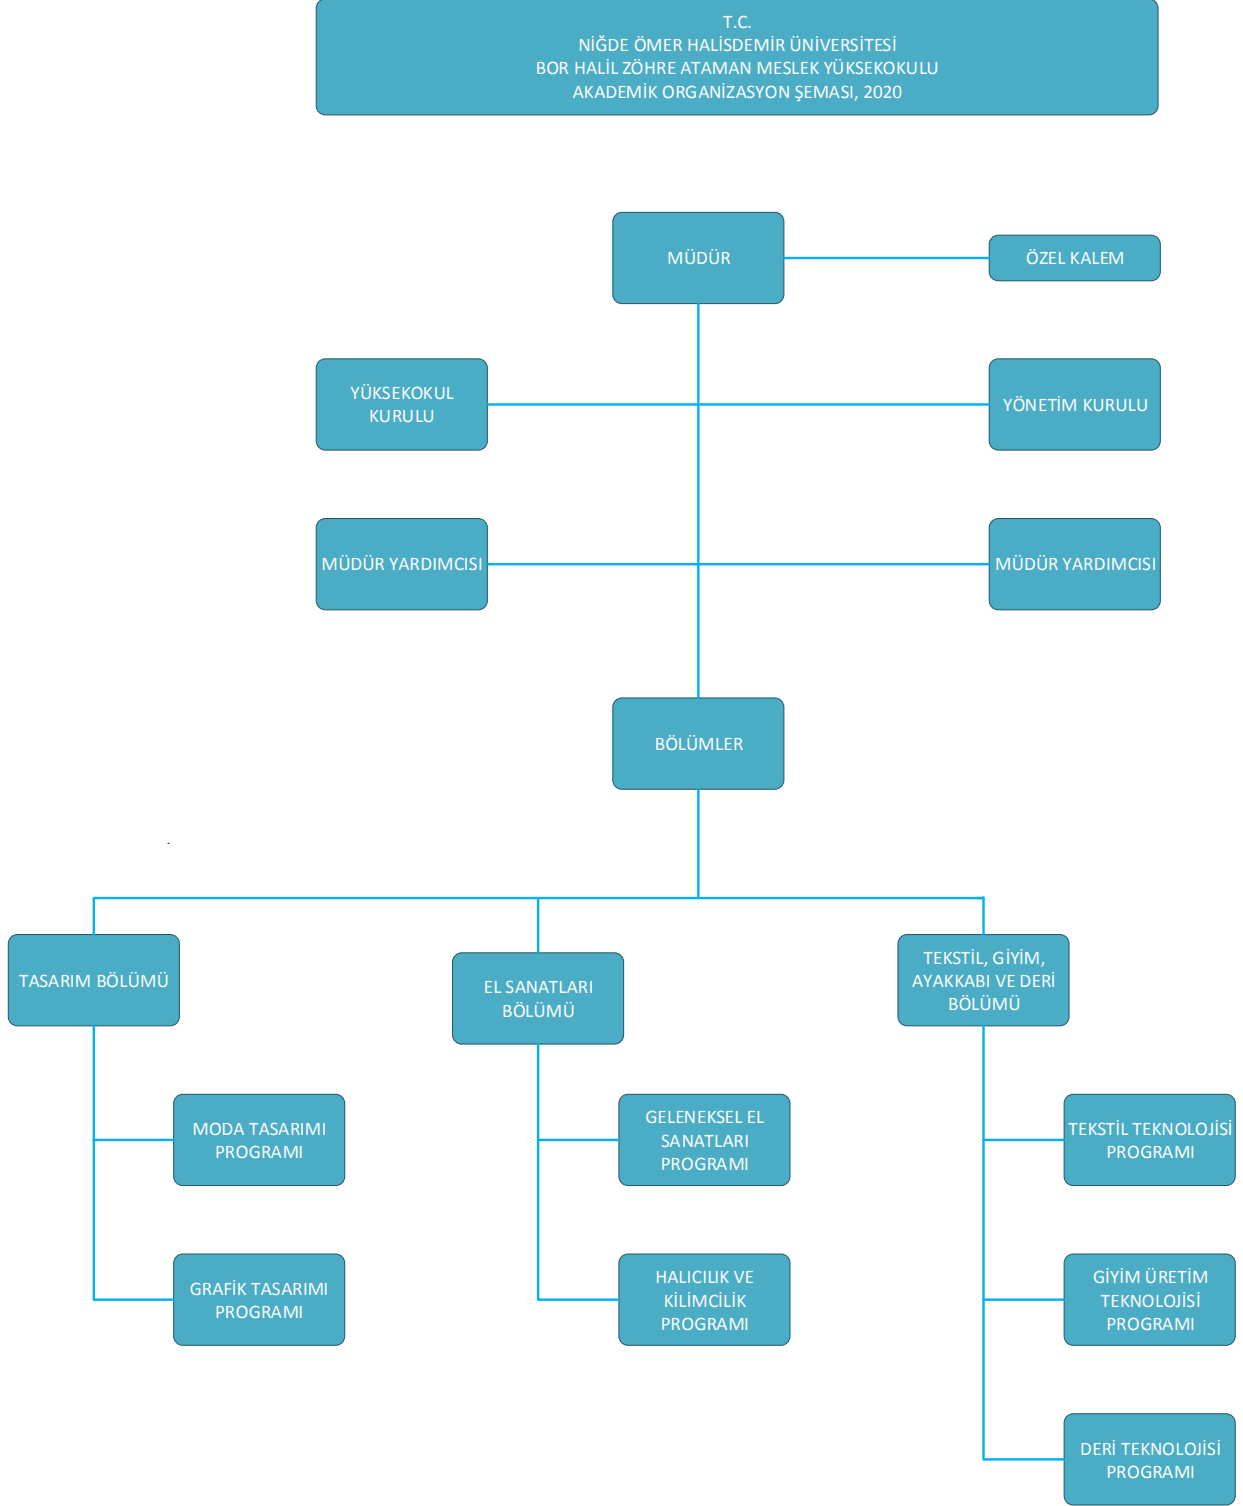 T.C.
NİĞDE ÖMER HALİSDEMİR ÜNİVERSİTESİ
BOR HALİL ZÖHRE ATAMAN MESLEK YÜKSEKOKULU
AKADEMİK ORGANİZASYON ŞEMASI, 2020
MÜDÜR
ÖZEL KALEM
YÜKSEKOKUL
KURULU
YÖNETİM KURULU
MÜDÜR YARDIMCISI
MÜDÜR YARDIMCISI
BÖLÜMLER
TASARIM BÖLÜMÜ
EL SANATLARI
BÖLÜMÜ
TEKSTİL, GİYİM,
AYAKKABI VE DERİ
BÖLÜMÜ
MODA TASARIMI
PROGRAMI
GELENEKSEL EL
SANATLARI
PROGRAMI
TEKSTİL TEKNOLOJİSİ
PROGRAMI
GRAFİK TASARIMI
PROGRAMI
HALICILIK VE
KİLİMCİLİK
PROGRAMI
GİYİM ÜRETİM
TEKNOLOJİSİ
PROGRAMI
DERİ TEKNOLOJİSİ
PROGRAMI